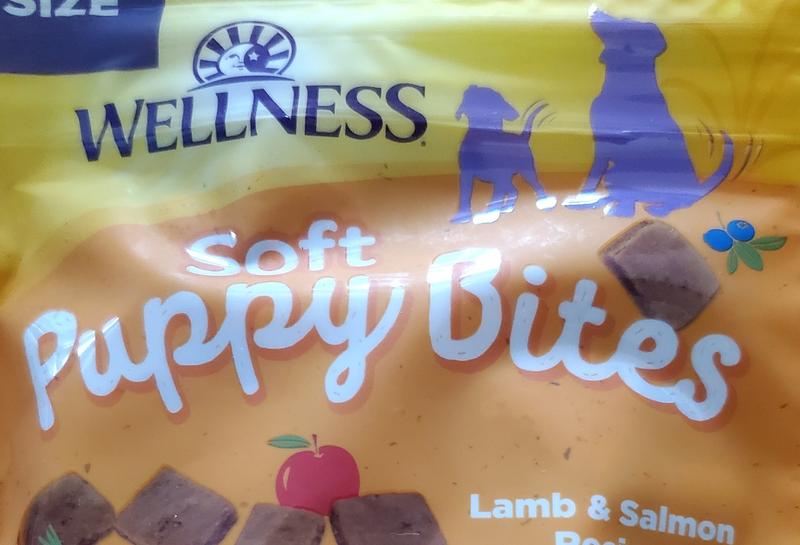 SIZE
WELLNESS
Soft
Puppy Bites
Lamb & Salmon